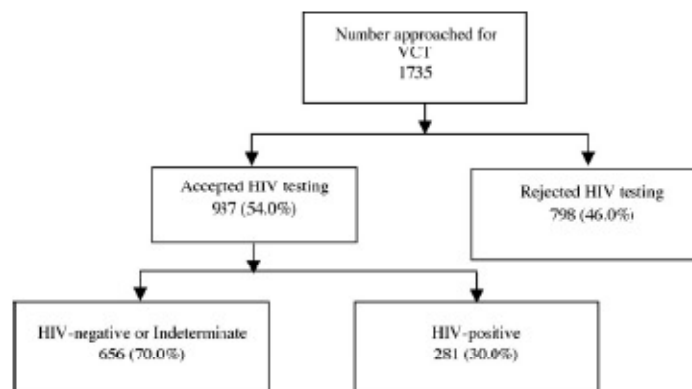 Number approached for
VCT
1735
Accepted HIV testing
937 (54.0%)
Rejected HIV testing
798 (46.0%)
HIV-negative or Indeterminate
656 (70.0%)
HIV-positive
281 (30.0%)